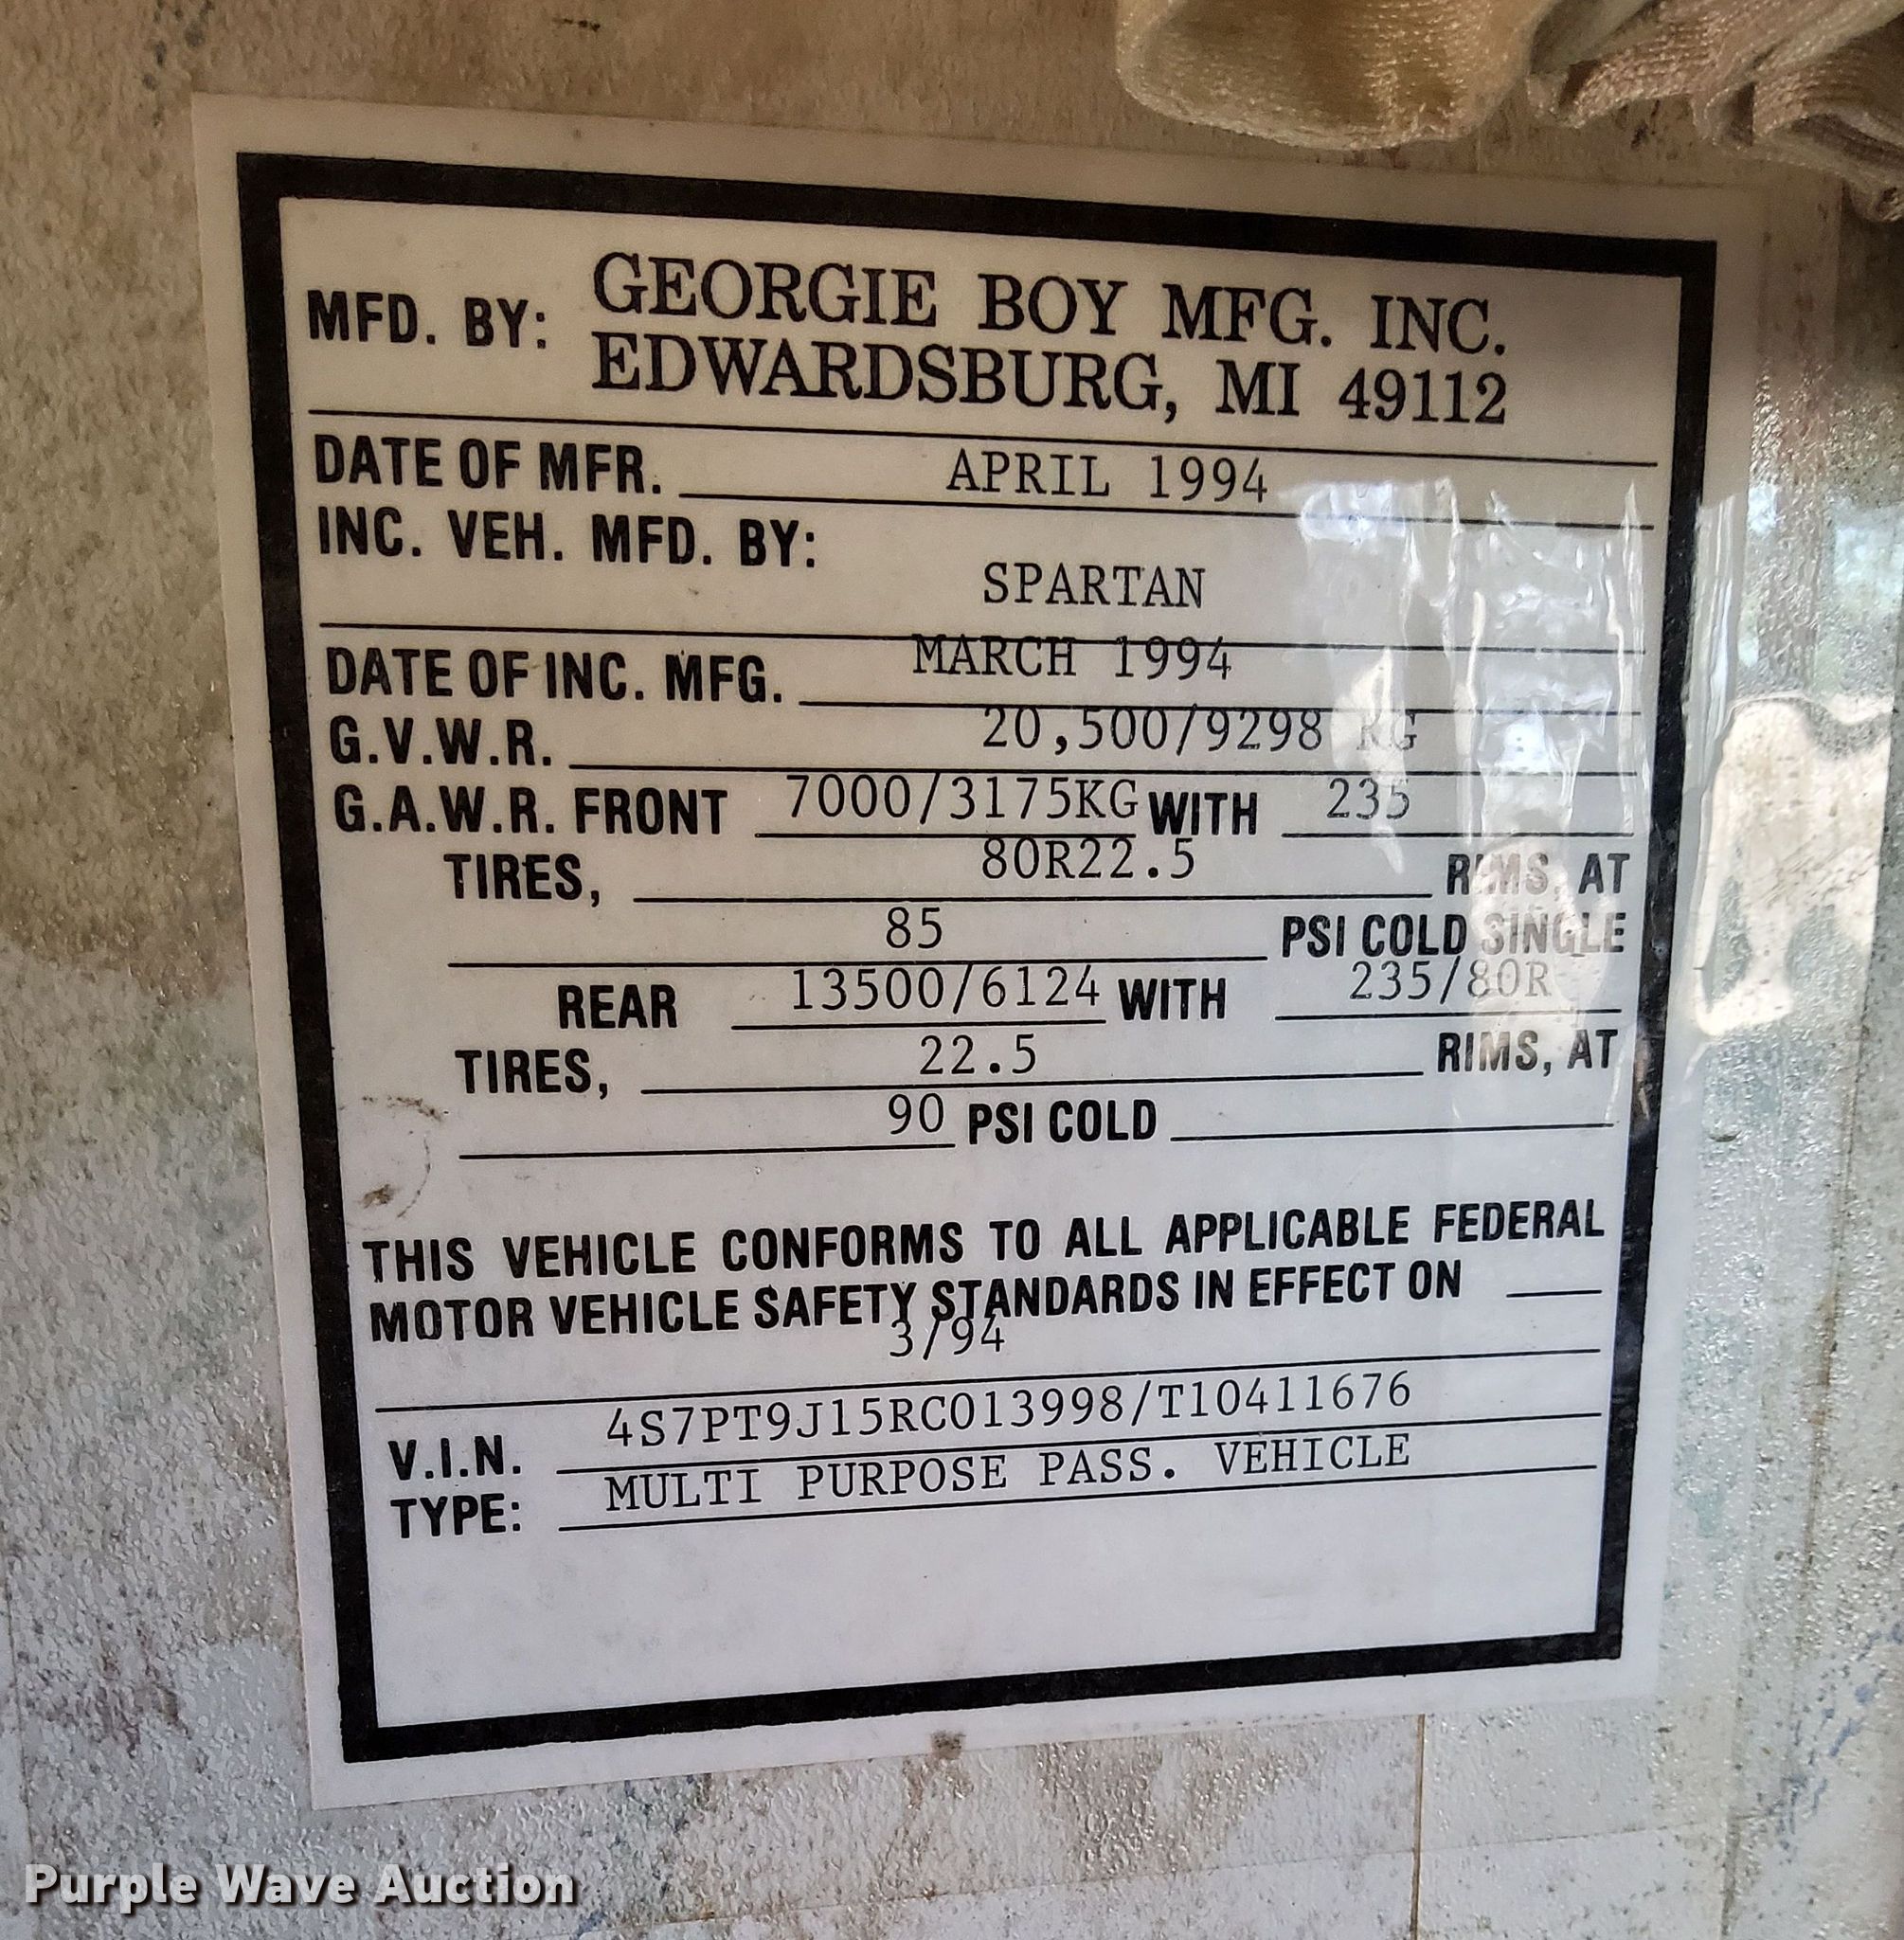 MFD. BY: GEORGIE BOY MFG. INC.
EDWARDSBURG, MI 49112
DATE OF MFR. APRIL 1994
INC. VEH. MFD. BY:
SPARTAN
DATE OF INC. MFG. MARCH 1994
G.V.W.R. 20,500/9298 KG
G.A.W.R. FRONT 7000/3175KG WITH 235
TIRES, 80R22.5 RIMS, AT
85 PSI COLD SINGLE
REAR 13500/6124 WITH 235/80R
TIRES, 22.5 RIMS, AT
90 PSI COLD
THIS VEHICLE CONFORMS TO ALL APPLICABLE FEDERAL
MOTOR VEHICLE SAFETY STANDARDS IN EFFECT ON
3/94
V.I.N. 4S7PT9J15RC013998/T10411676
TYPE: MULTI PURPOSE PASS. VEHICLE
Purple Wave Auction